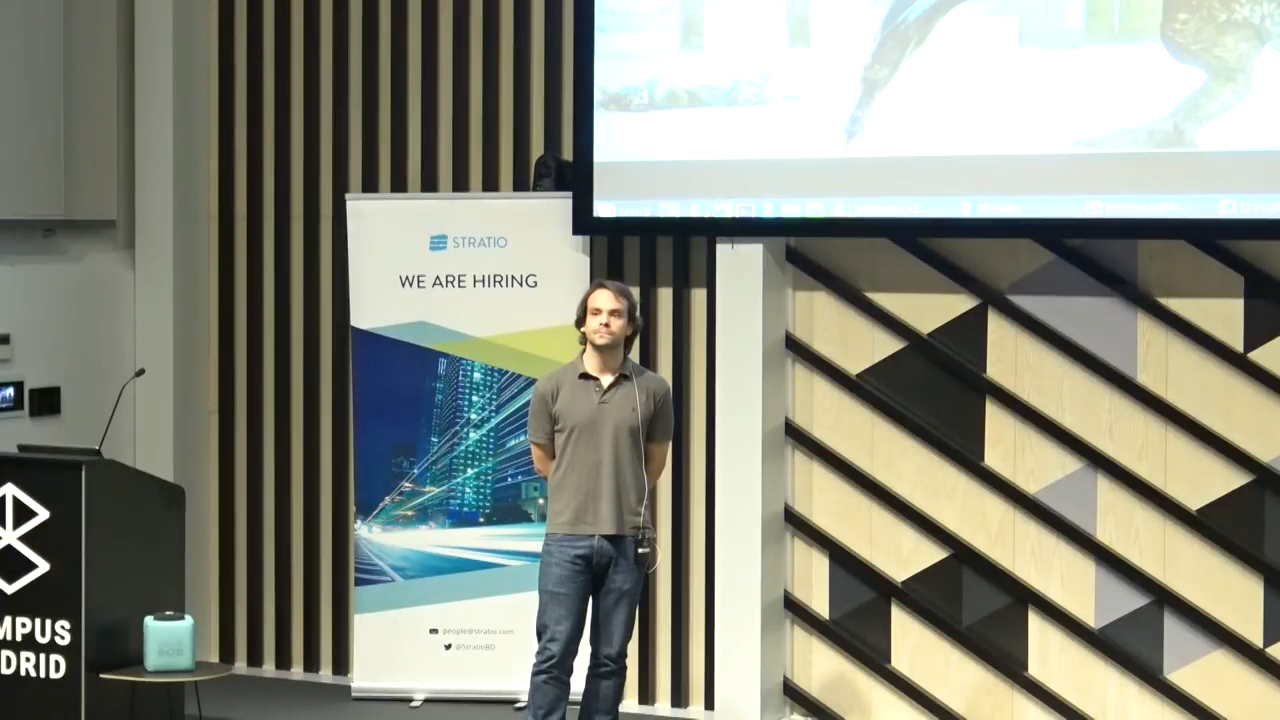 STRATIO
WE ARE HIRING
people@stratio.com
@StratioBD
MPUS
DRID